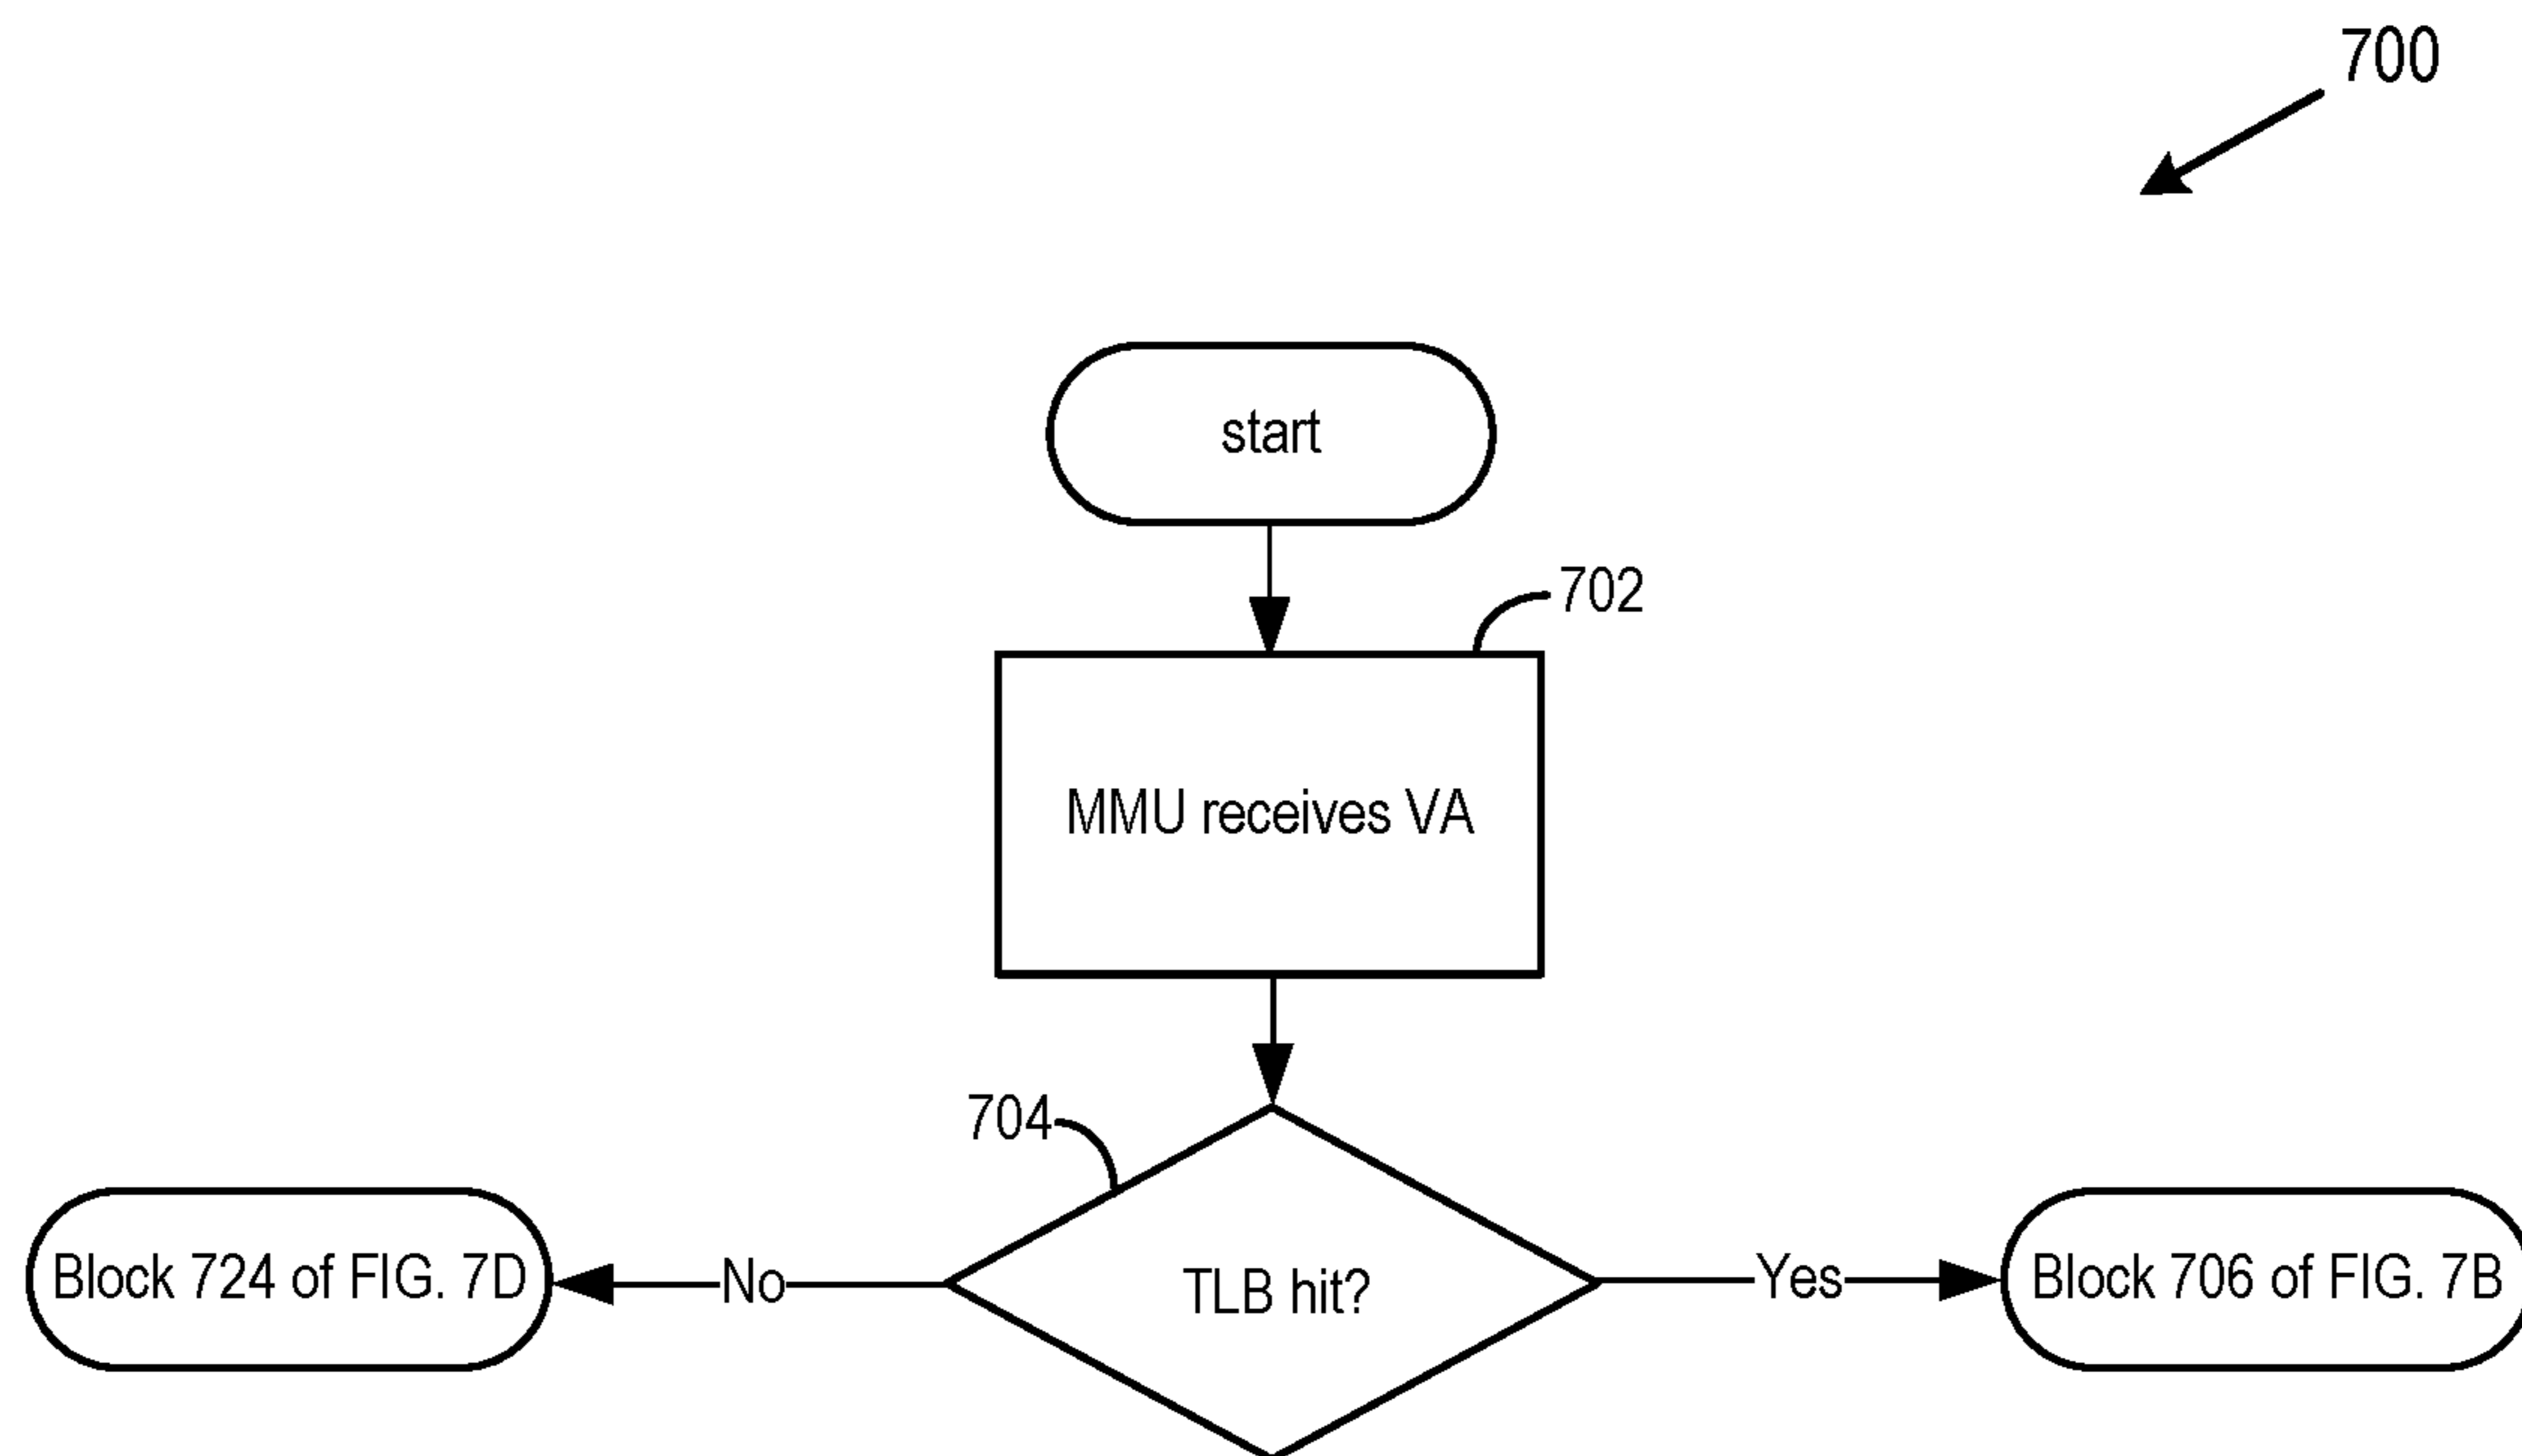 700
start
702
MMU receives VA
704
Block 724 of FIG. 7D
No
TLB hit?
Yes
Block 706 of FIG. 7B